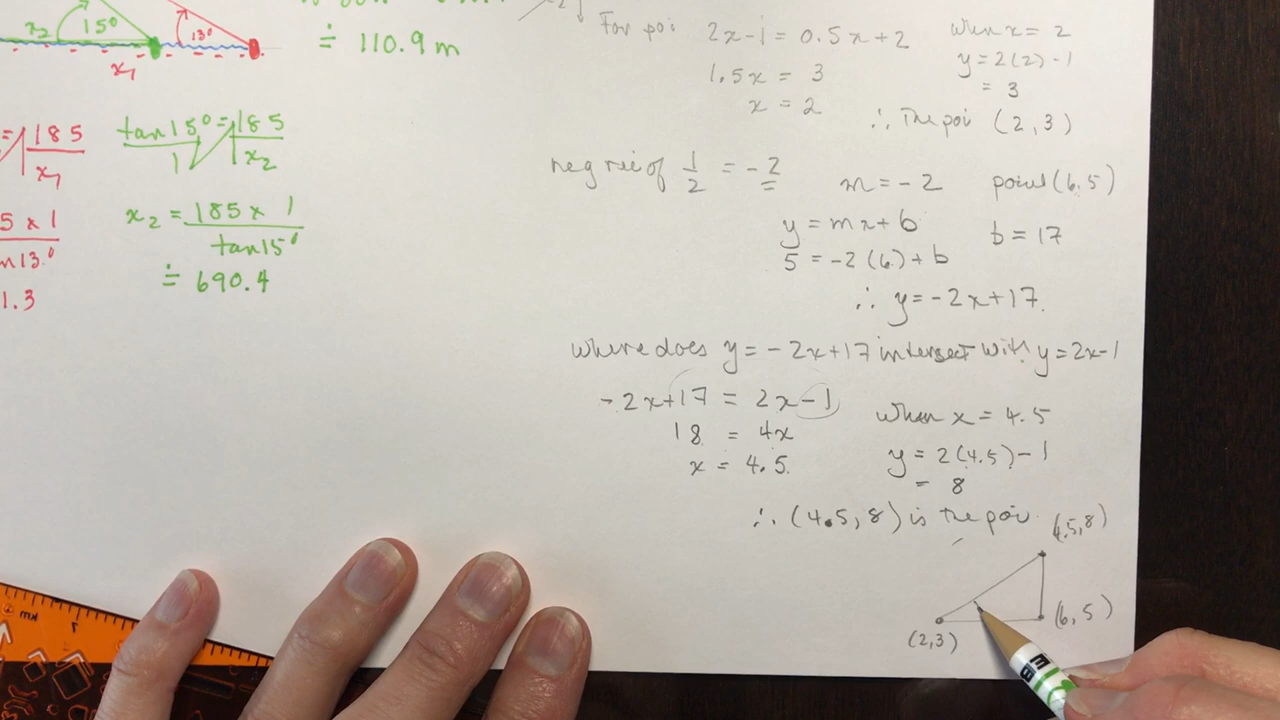 x₂ 15° 13°
x₁
≐ 110.9 m
= 185
x₁
tan 15° = 185
1 x₂
5 x 1
n 13°
1.3
x₂ = 185 x 1
tan 15°
≐ 690.4
For poi 2x-1 = 0.5x+2
1.5x = 3
x = 2
when x = 2
y = 2(2) - 1
= 3
∴ The poi (2, 3)
neg rec of 1/2 = -2
m = -2 point (6, 5)
y = mx + b b = 17
5 = -2(6) + b
∴ y = -2x+17.
where does y = -2x+17 intersect with y = 2x-1
-2x+17 = 2x-1
18 = 4x
x = 4.5.
when x = 4.5
y = 2(4.5) - 1
= 8
∴ (4.5, 8) is the poi
(4.5, 8)
(6, 5)
(2,3)